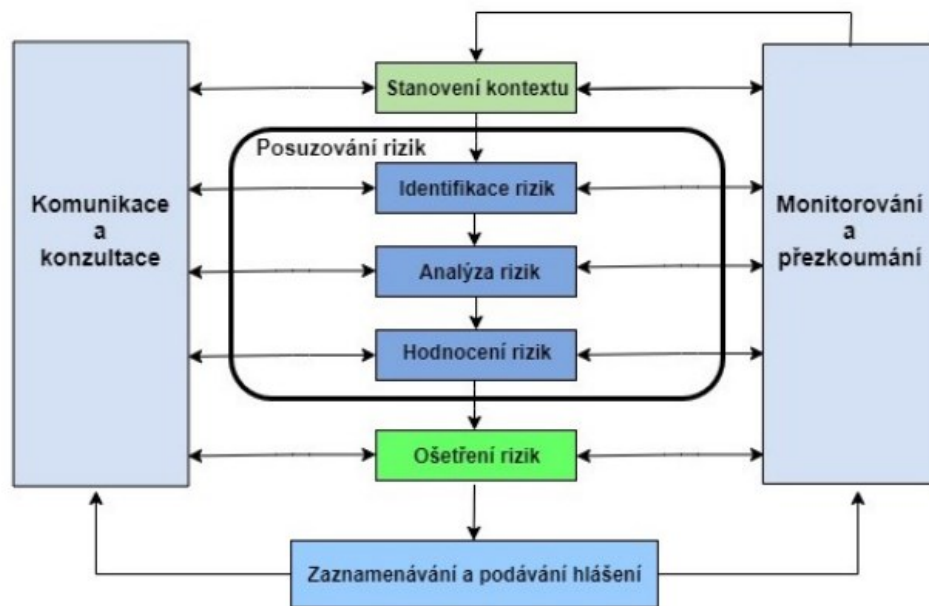 Stanovení kontextu
Posuzování rizik
Komunikace
a
konzultace
Identifikace rizik
Monitorování
a
přezkoumání
Analýza rizik
Hodnocení rizik
Ošetření rizik
Zaznamenávání a podávání hlášení